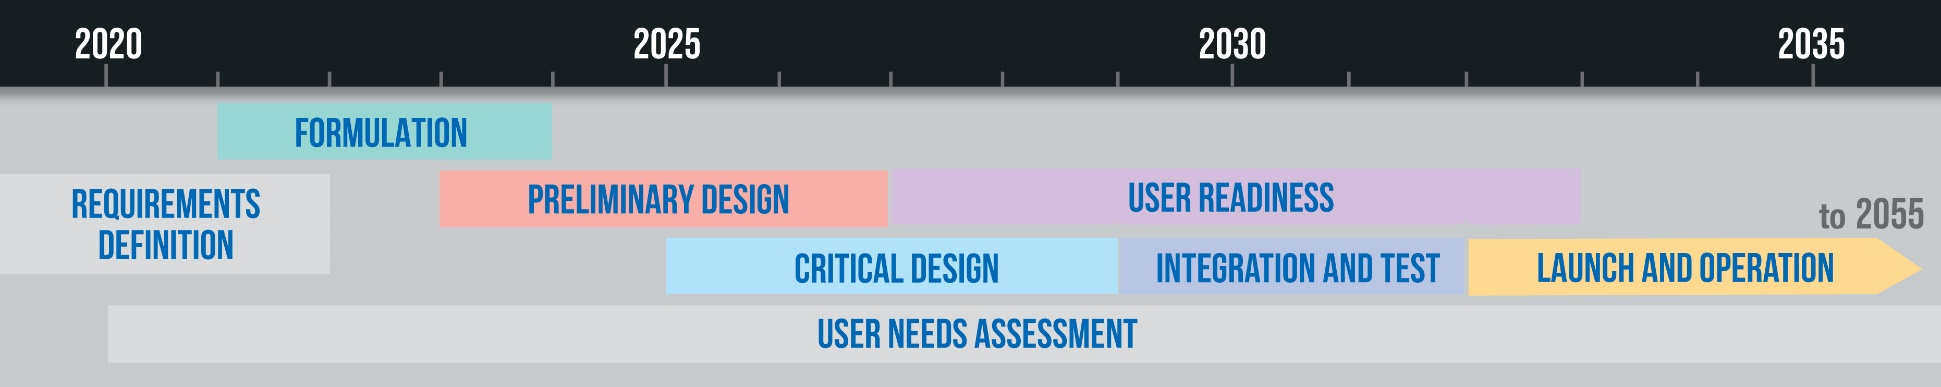 2020 2025 2030 2035
FORMULATION
REQUIREMENTS
DEFINITION
PRELIMINARY DESIGN
USER READINESS
to 2055
CRITICAL DESIGN
INTEGRATION AND TEST
LAUNCH AND OPERATION
USER NEEDS ASSESSMENT